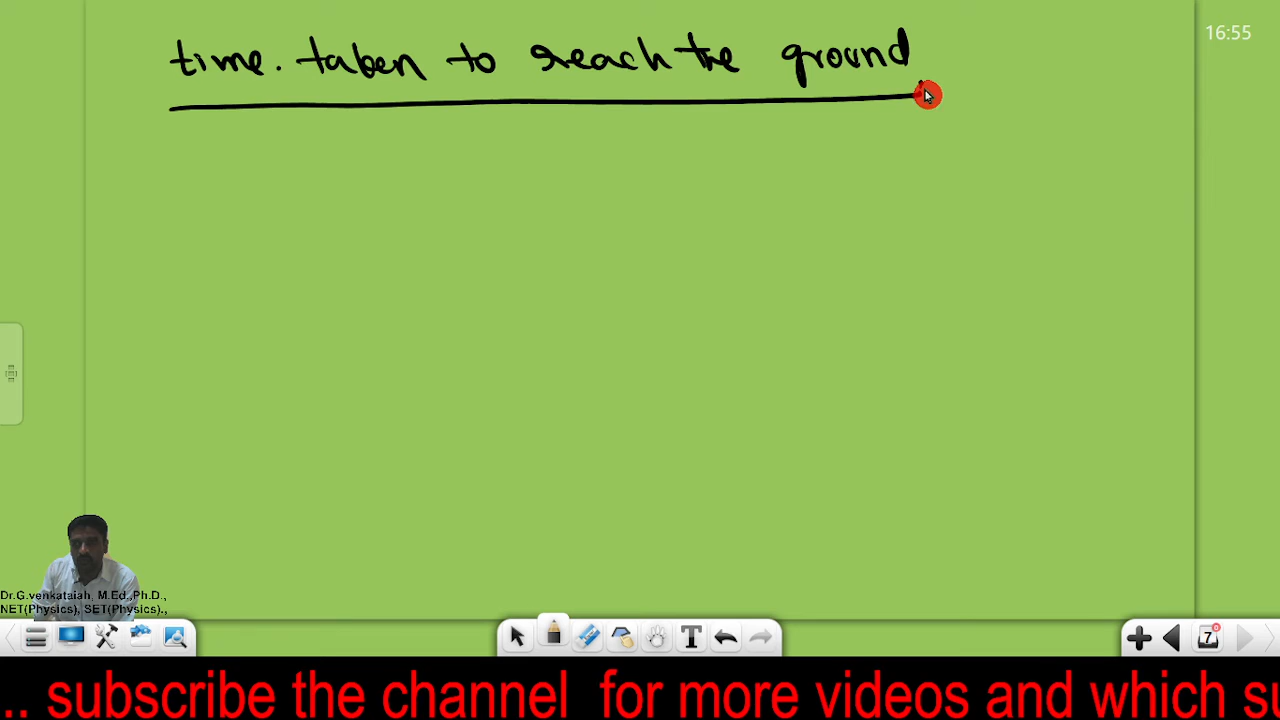 time. taken to reach the ground
16:55
Dr.G.venkataiah, M.Ed.,Ph.D.,
NET(Physics), SET(Physics).,
T
7
.. subscribe the channel for more videos and which su